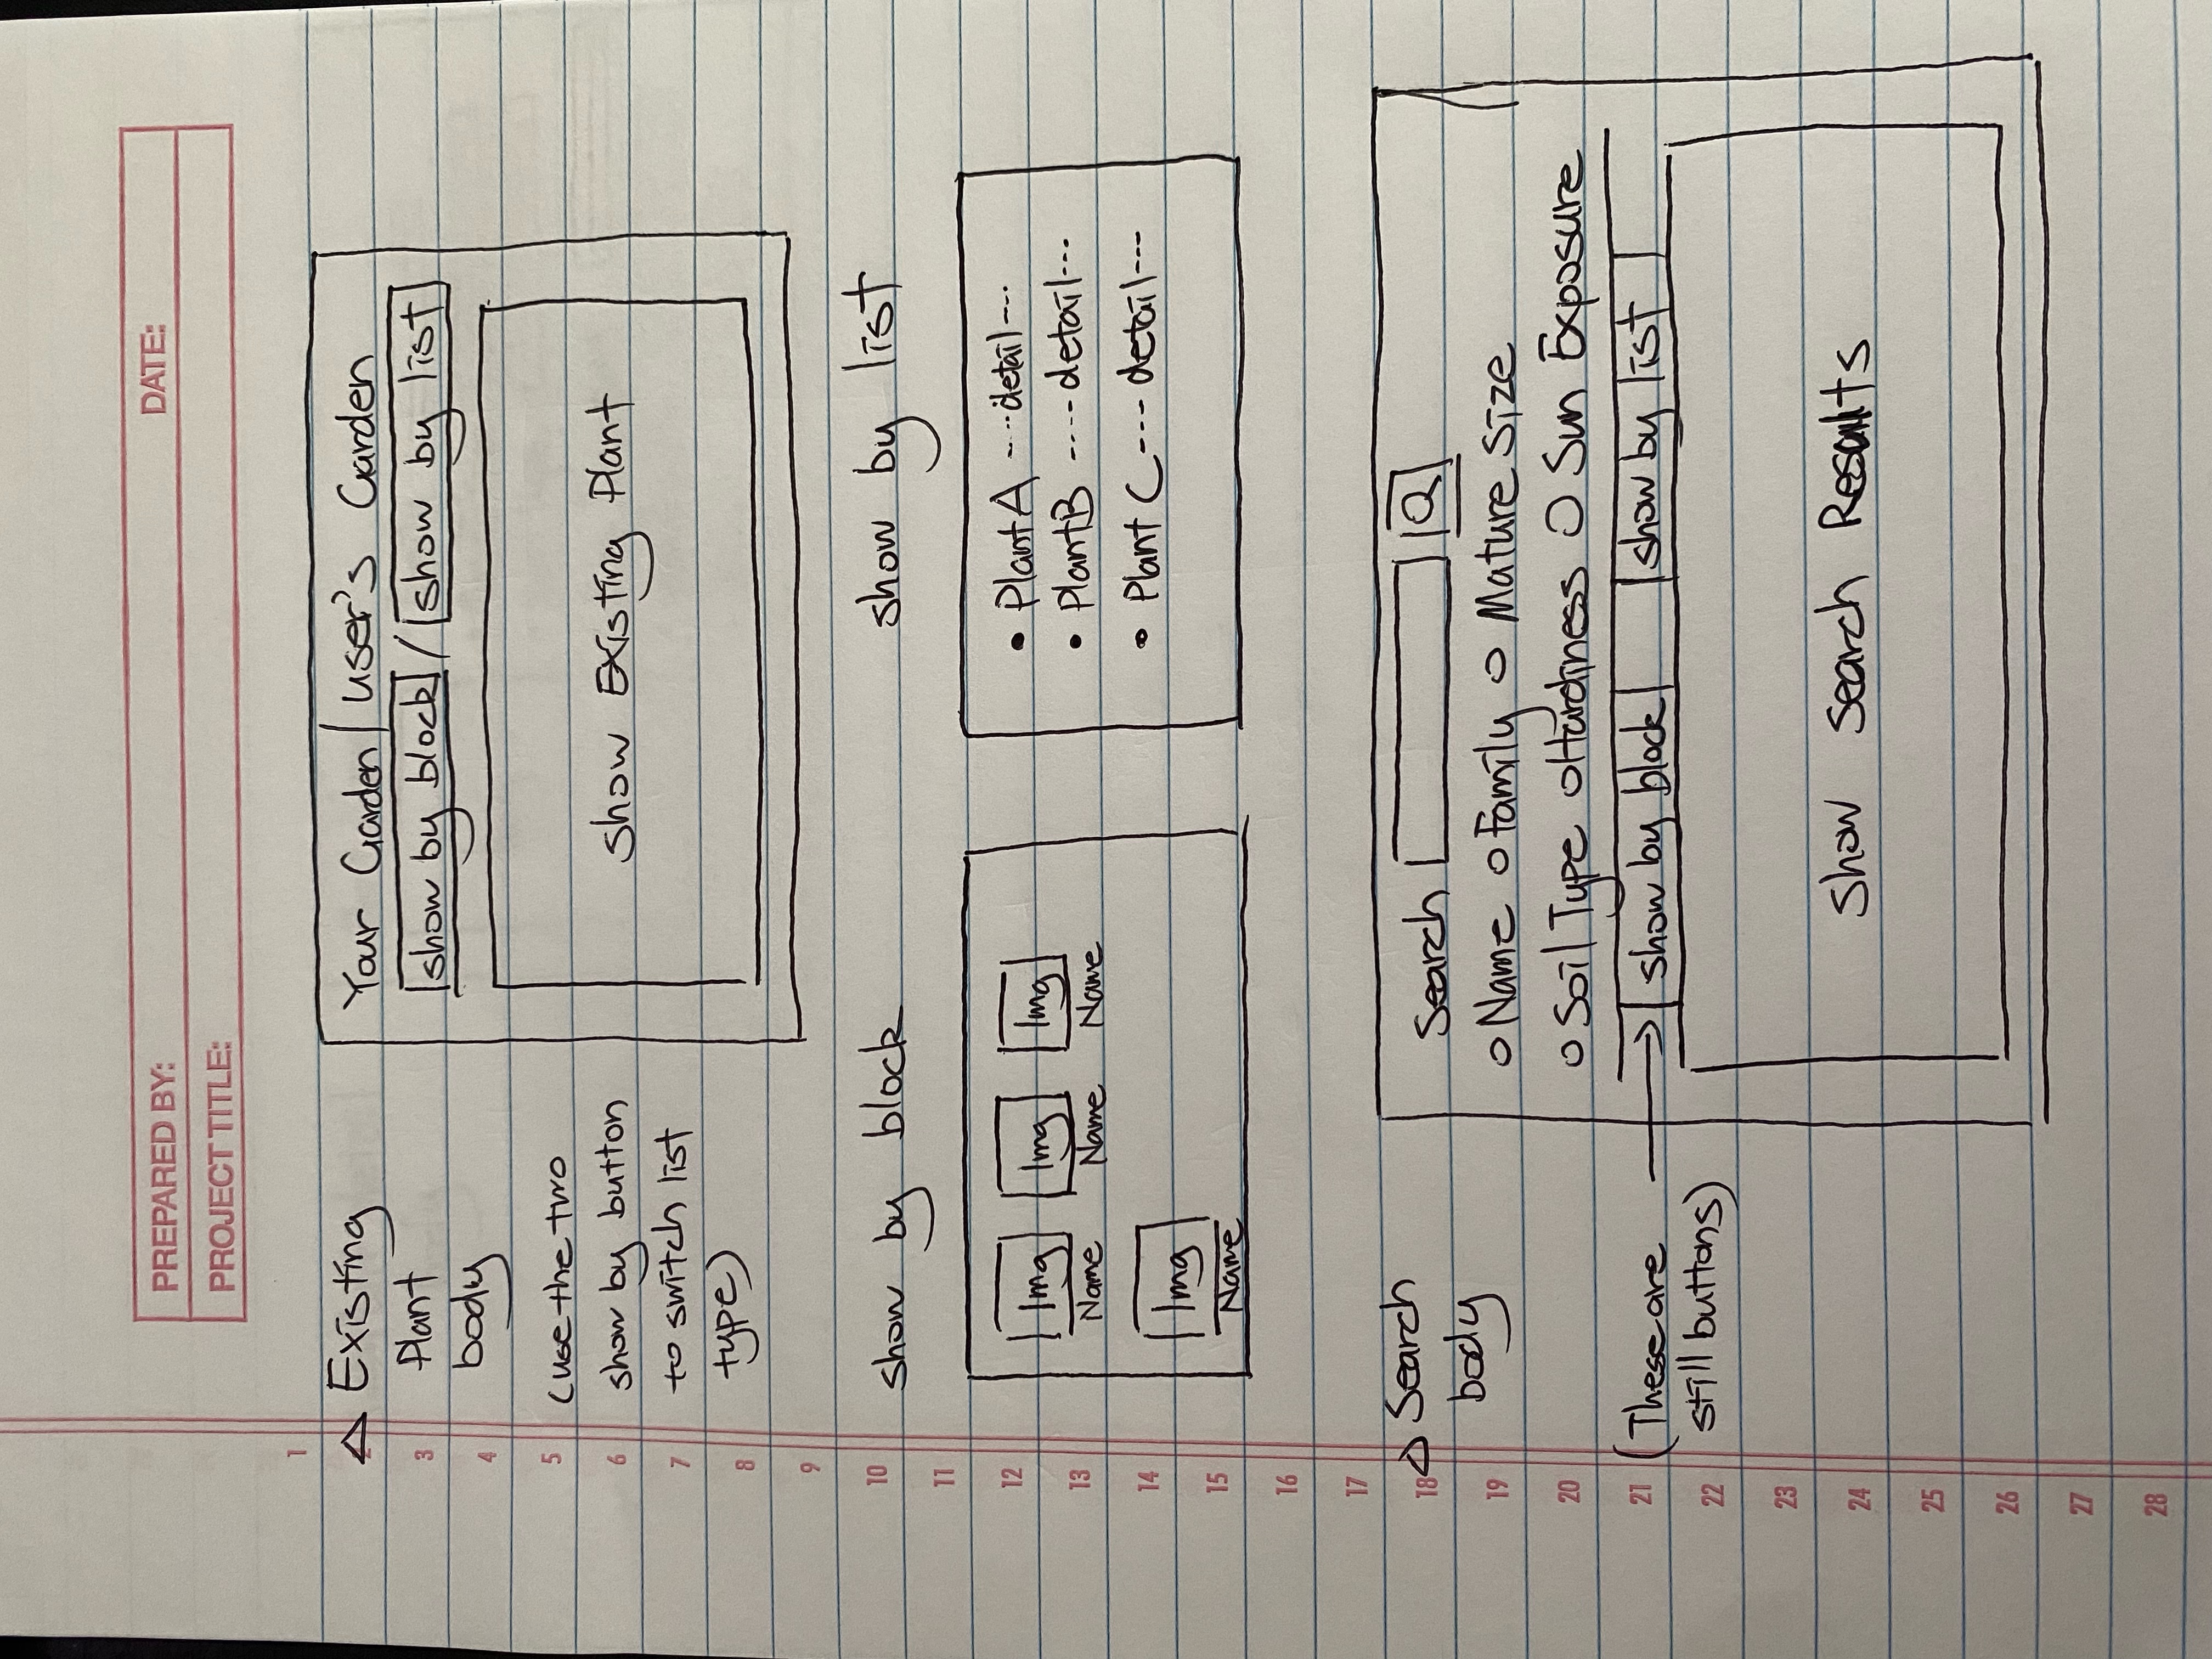 PREPARED BY: DATE:
PROJECT TITLE:
1
2 Existing
Plant
body
(use the two
show by button
to switch list
type)
Your Garden | user's Garden
show by block / show by list
show Existing Plant
3
4
5
6
7
8
9
10
show by block
show by list
11
12
13
14
15
Img Img Img
Name Name Name
Img
Name
• Plant A ---detail---
• Plant B ----detail---
• Plant C --- detail---
16
17
18 Search
body
Search Q
19
○ Name ○ Family ○ Mature size
20
○ Soil Type ○ Hardiness ○ Sun Exposure
21 (These are
still buttons)
show by block show by list
22
23
24
show search Results
25
26
27
28